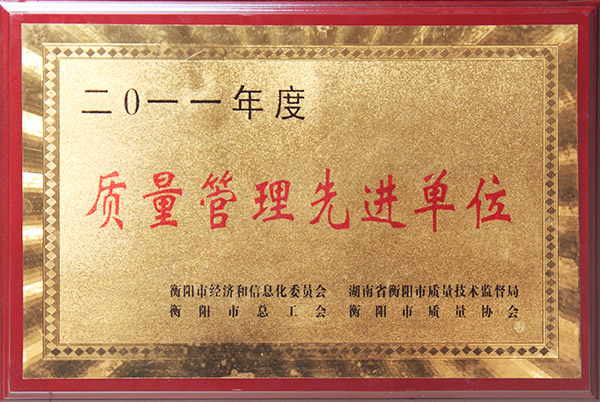 二0一一年度
质量管理先进单位
衡阳市经济和信息化委员会 湖南省衡阳市质量技术监督局
衡阳市总工会 衡阳市质量协会